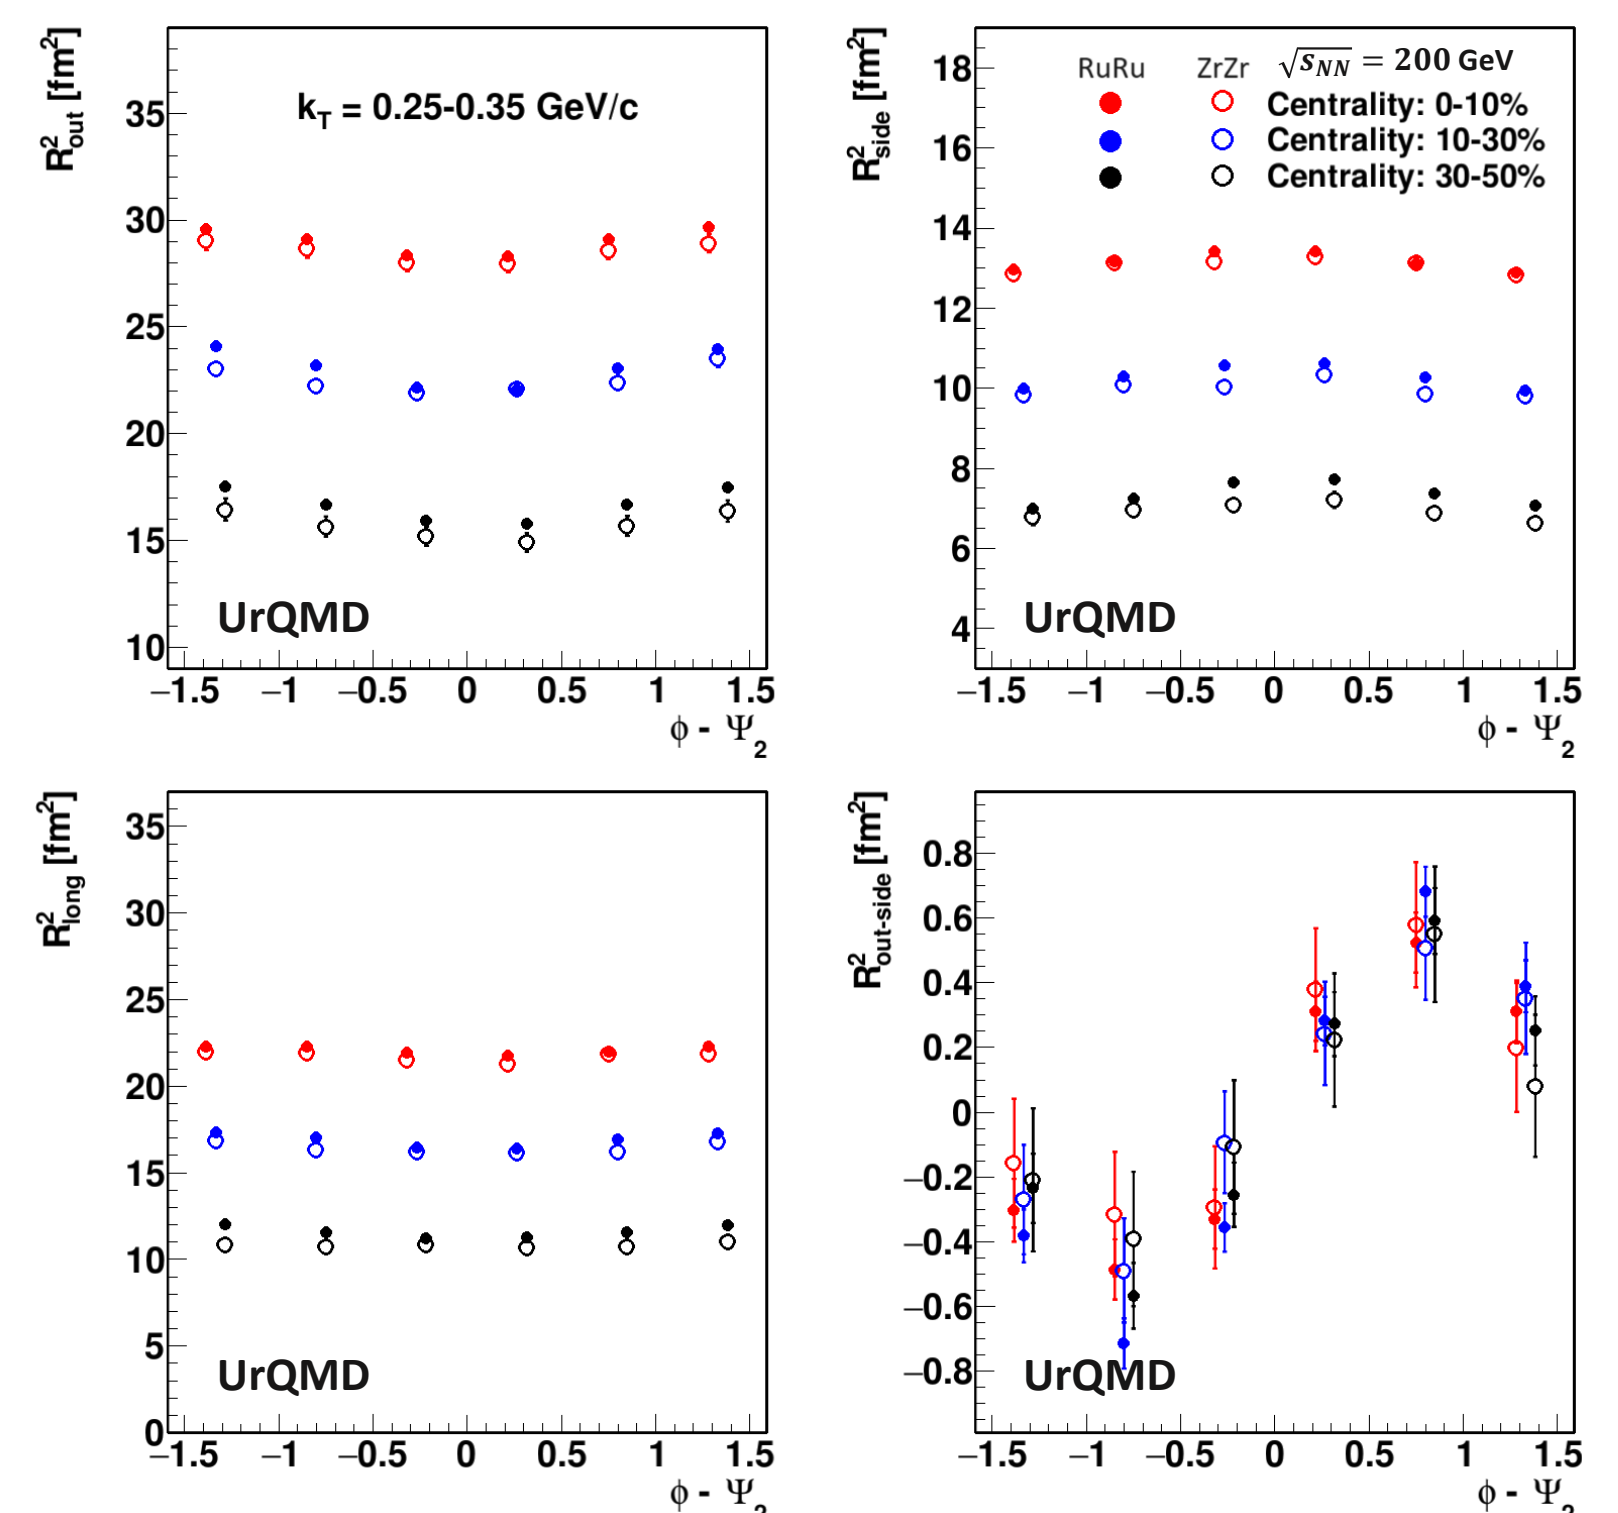 R²out [fm²]
35
30
25
20
15
10
k_T = 0.25-0.35 GeV/c
UrQMD
−1.5 −1 −0.5 0 0.5 1 1.5
ϕ - Ψ₂
R²side [fm²]
18
16
14
12
10
8
6
4
RuRu ZrZr √s_NN = 200 GeV
Centrality: 0-10%
Centrality: 10-30%
Centrality: 30-50%
UrQMD
−1.5 −1 −0.5 0 0.5 1 1.5
ϕ - Ψ₂
R²long [fm²]
35
30
25
20
15
10
5
0
UrQMD
−1.5 −1 −0.5 0 0.5 1 1.5
ϕ - Ψ₂
R²out-side [fm²]
0.8
0.6
0.4
0.2
0
−0.2
−0.4
−0.6
−0.8
UrQMD
−1.5 −1 −0.5 0 0.5 1 1.5
ϕ - Ψ₂